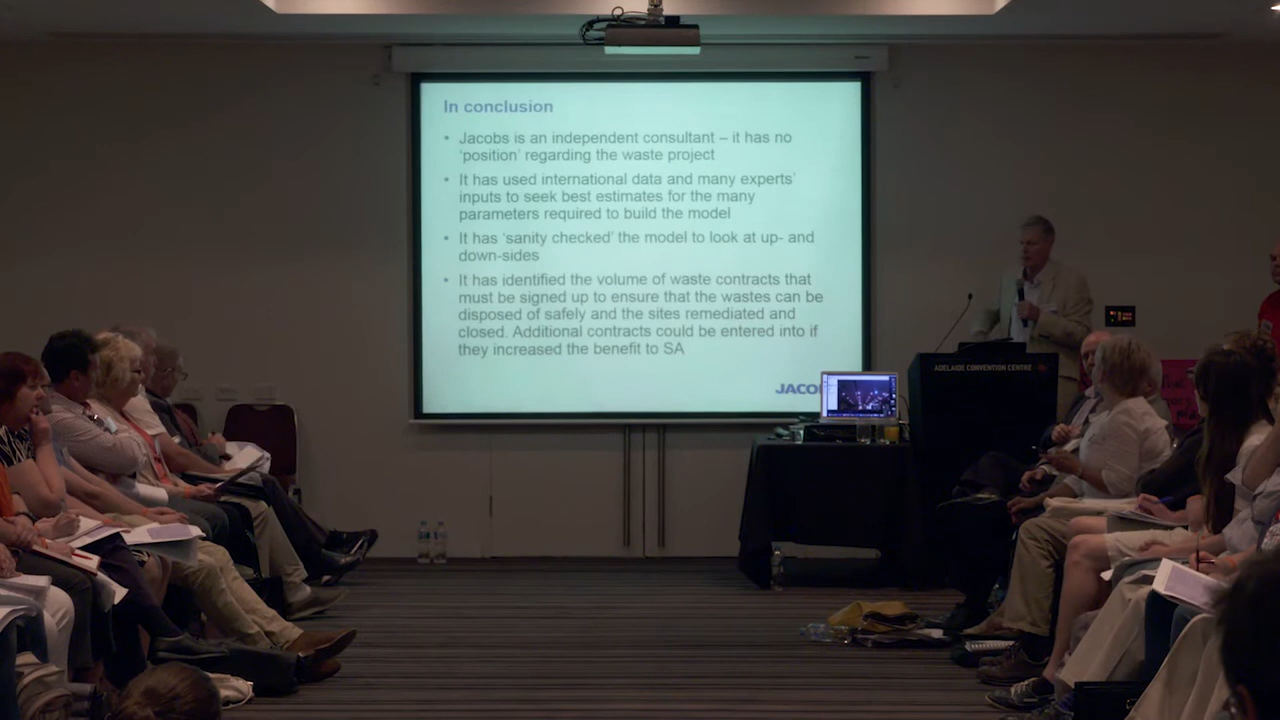 In conclusion
• Jacobs is an independent consultant – it has no
'position' regarding the waste project
• It has used international data and many experts'
inputs to seek best estimates for the many
parameters required to build the model
• It has 'sanity checked' the model to look at up- and
down-sides
• It has identified the volume of waste contracts that
must be signed up to ensure that the wastes can be
disposed of safely and the sites remediated and
closed. Additional contracts could be entered into if
they increased the benefit to SA
JACO
ADELAIDE CONVENTION CENTRE